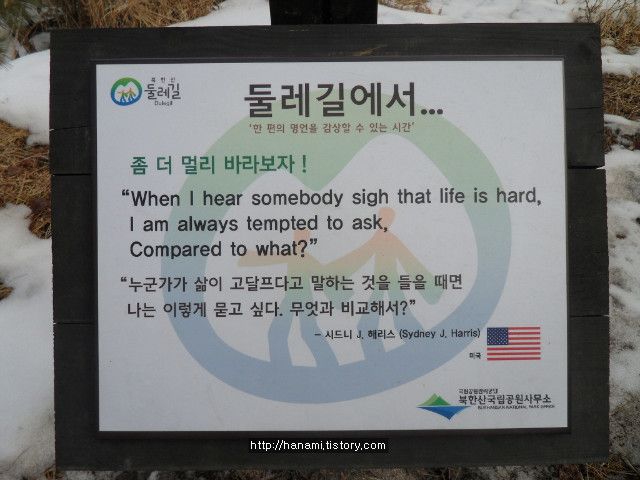 북한산
둘레길
Dulegil
둘레길에서...
'한 편의 명언을 감상할 수 있는 시간'
좀 더 멀리 바라보자 !
“When I hear somebody sigh that life is hard,
I am always tempted to ask,
Compared to what?”
“누군가가 삶이 고달프다고 말하는 것을 들을 때면
나는 이렇게 묻고 싶다. 무엇과 비교해서?”
– 시드니 J. 해리스 (Sydney J. Harris)
미국
국립공원관리공단
북한산국립공원사무소
BUKHANSAN NATIONAL PARK OFFICE
http://hanami.tistory.com